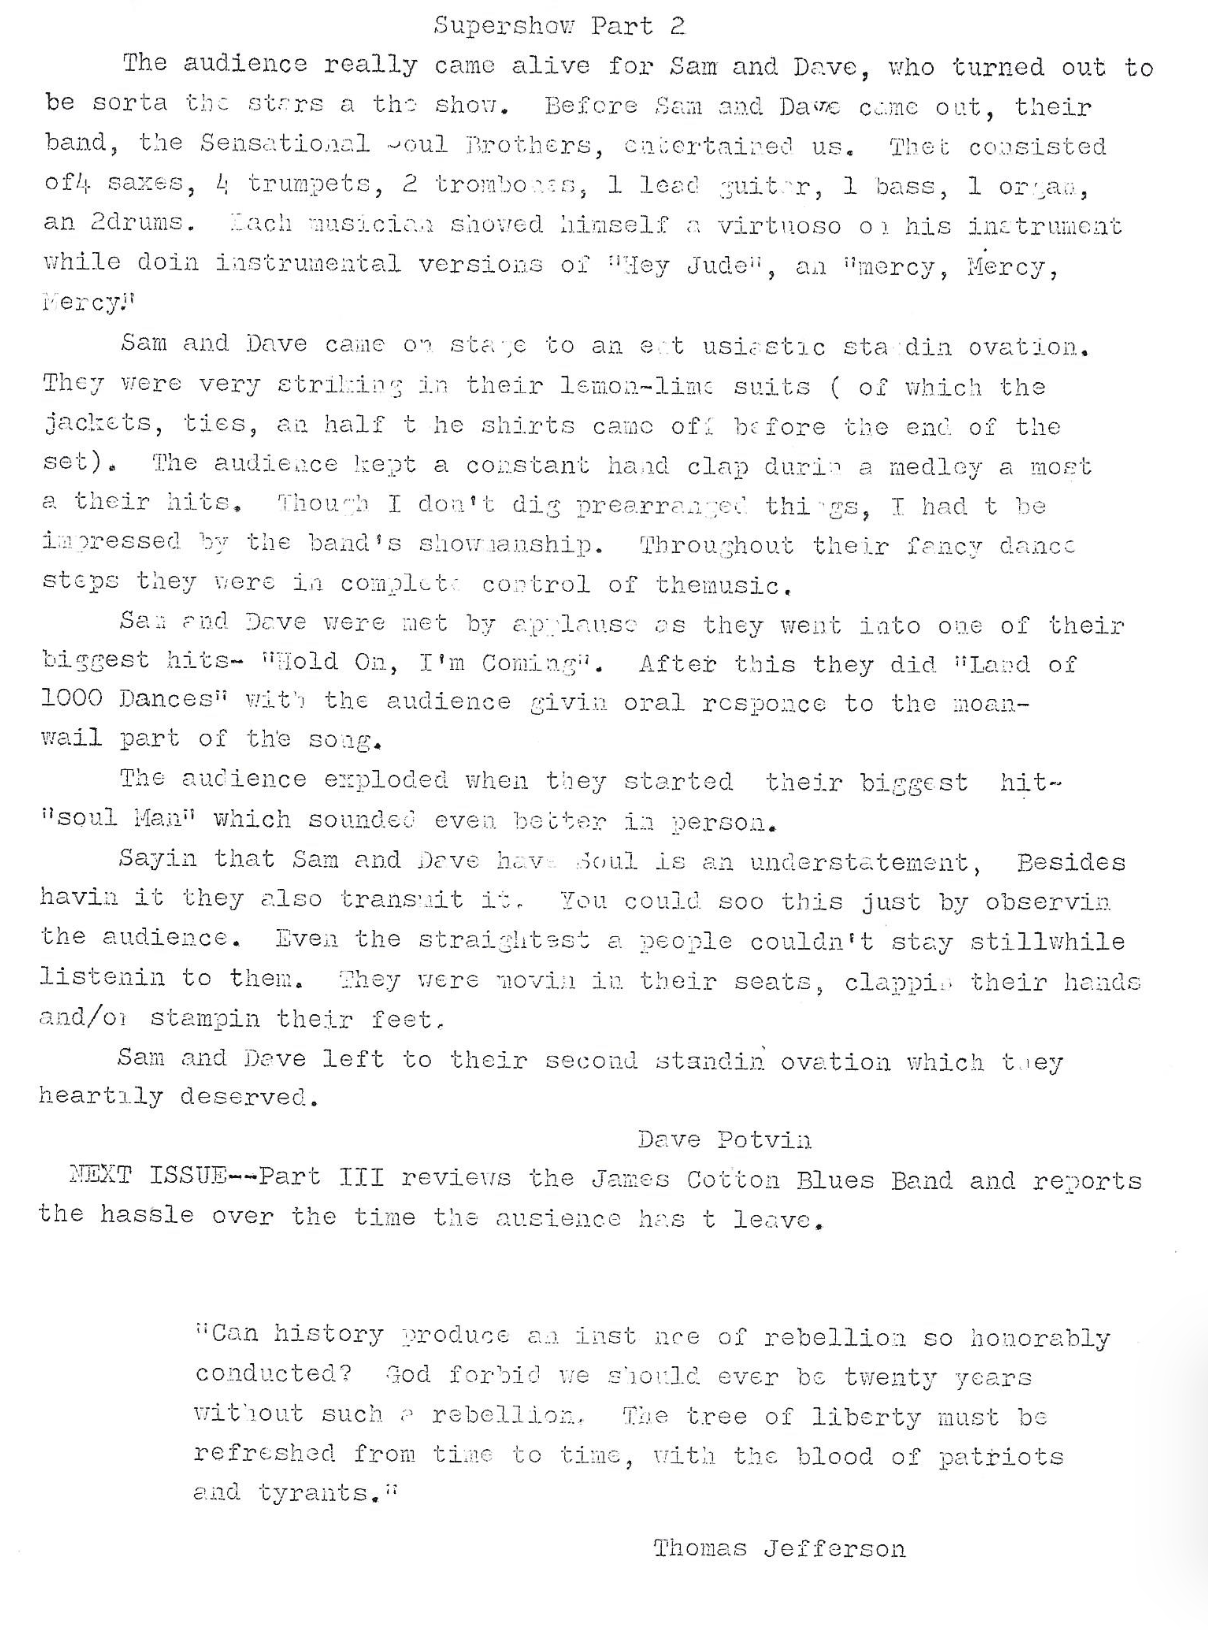 Supershow Part 2
The audience really came alive for Sam and Dave, who turned out to
be sorta the stars a the show. Before Sam and Dave came out, their
band, the Sensational Soul Brothers, entertained us. That consisted
of4 saxes, 4 trumpets, 2 trombones, 1 lead guitar, 1 bass, 1 organ,
an 2drums. Each musician showed himself a virtuoso on his instrument
while doin instrumental versions of "Hey Jude", an "mercy, Mercy,
Mercy!"
Sam and Dave came on stage to an ent usiastic sta din ovation.
They were very striking in their lemon-lime suits ( of which the
jackets, ties, an half t he shirts came off before the end of the
set). The audience kept a constant hand clap durin a medley a most
a their hits. Though I don't dig prearranged things, I had t be
impressed by the band's showmanship. Throughout their fancy dance
steps they were in complete control of themusic.
Sam and Dave were met by applause as they went into one of their
biggest hits- "Hold On, I'm Coming". After this they did "Land of
1000 Dances" with the audience givin oral responce to the moan-
wail part of the song.
The audience exploded when they started their biggest hit-
"soul Man" which sounded even better in person.
Sayin that Sam and Dave have Soul is an understatement, Besides
havin it they also transmit it. You could soo this just by observin
the audience. Even the straightest a people couldn't stay stillwhile
listenin to them. They were movin in their seats, clappin their hands
and/or stampin their feet.
Sam and Dave left to their second standin ovation which they
heartily deserved.
Dave Potvin
NEXT ISSUE--Part III reviews the James Cotton Blues Band and reports
the hassle over the time the ausience has t leave.
"Can history produce an inst nce of rebellion so honorably
conducted? God forbid we should ever be twenty years
without such a rebellion. The tree of liberty must be
refreshed from time to time, with the blood of patriots
and tyrants."
Thomas Jefferson